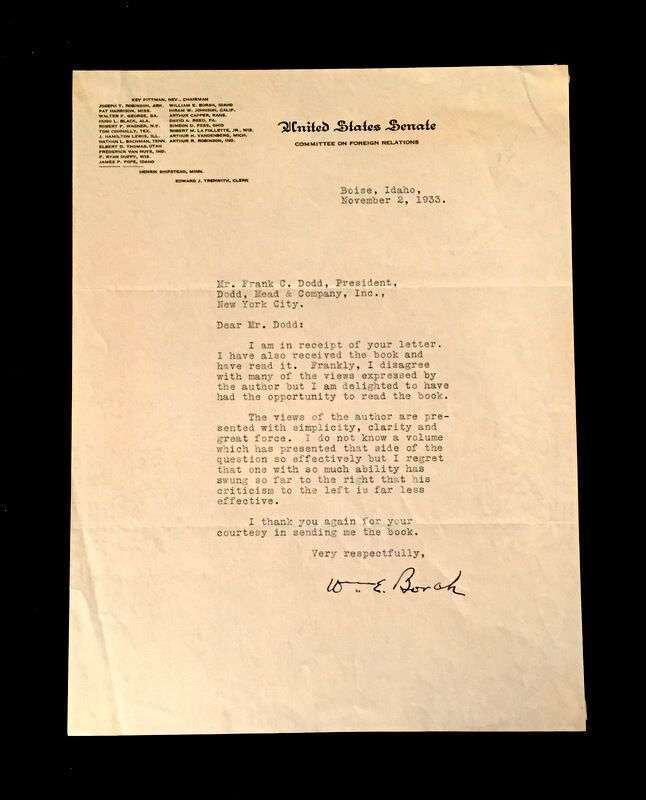 KEY PITTMAN, NEV., CHAIRMAN
JOSEPH T. ROBINSON, ARK. WILLIAM E. BORAH, IDAHO
PAT HARRISON, MISS. HIRAM W. JOHNSON, CALIF.
WALTER F. GEORGE, GA. ARTHUR CAPPER, KANS.
HUGO L. BLACK, ALA. DAVID A. REED, PA.
ROBERT F. WAGNER, N.Y. SIMEON D. FESS, OHIO
TOM CONNALLY, TEX. ROBERT M. LA FOLLETTE, JR., WIS.
J. HAMILTON LEWIS, ILL. ARTHUR H. VANDENBERG, MICH.
NATHAN L. BACHMAN, TENN. ARTHUR R. ROBINSON, IND.
ELBERT D. THOMAS, UTAH
FREDERICK VAN NUYS, IND.
F. RYAN DUFFY, WIS.
JAMES P. POPE, IDAHO
HENRIK SHIPSTEAD, MINN.
EDWARD J. TRENWITH, CLERK
United States Senate
COMMITTEE ON FOREIGN RELATIONS
Boise, Idaho,
November 2, 1933.
Mr. Frank C. Dodd, President,
Dodd, Mead & Company, Inc.,
New York City.
Dear Mr. Dodd:
I am in receipt of your letter.
I have also received the book and
have read it. Frankly, I disagree
with many of the views expressed by
the author but I am delighted to have
had the opportunity to read the book.
The views of the author are pre-
sented with simplicity, clarity and
great force. I do not know a volume
which has presented that side of the
question so effectively but I regret
that one with so much ability has
swung so far to the right that his
criticism to the left is far less
effective.
I thank you again for your
courtesy in sending me the book.
Very respectfully,
Wm. E. Borah